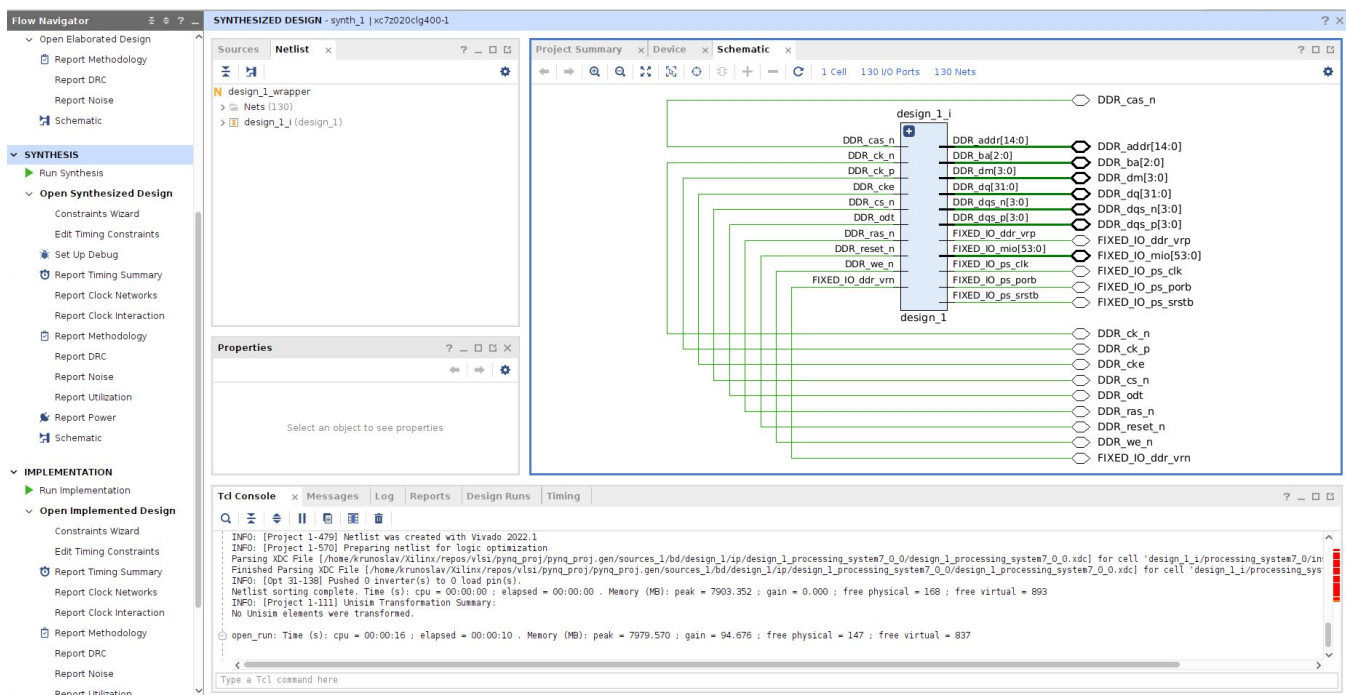 Flow Navigator
?
SYNTHESIZED DESIGN - synth_1 | xc7z020clg400-1
? ×
Open Elaborated Design
Report Methodology
Report DRC
Report Noise
Schematic
SYNTHESIS
Run Synthesis
Open Synthesized Design
Constraints Wizard
Edit Timing Constraints
Set Up Debug
Report Timing Summary
Report Clock Networks
Report Clock Interaction
Report Methodology
Report DRC
Report Noise
Report Utilization
Report Power
Schematic
IMPLEMENTATION
Run Implementation
Open Implemented Design
Constraints Wizard
Edit Timing Constraints
Report Timing Summary
Report Clock Networks
Report Clock Interaction
Report Methodology
Report DRC
Report Noise
Report Utilization
Sources Netlist ×
N design_1_wrapper
Nets (130)
design_1_i (design_1)
Properties
Select an object to see properties
Project Summary × Device × Schematic ×
1 Cell 130 I/O Ports 130 Nets
DDR_cas_n
design_1_i
DDR_cas_n
DDR_ck_n
DDR_ck_p
DDR_cke
DDR_cs_n
DDR_odt
DDR_ras_n
DDR_reset_n
DDR_we_n
FIXED_IO_ddr_vrn
DDR_addr[14:0]
DDR_ba[2:0]
DDR_dm[3:0]
DDR_dq[31:0]
DDR_dqs_n[3:0]
DDR_dqs_p[3:0]
FIXED_IO_ddr_vrp
FIXED_IO_mio[53:0]
FIXED_IO_ps_clk
FIXED_IO_ps_porb
FIXED_IO_ps_srstb
design_1
DDR_addr[14:0]
DDR_ba[2:0]
DDR_dm[3:0]
DDR_dq[31:0]
DDR_dqs_n[3:0]
DDR_dqs_p[3:0]
FIXED_IO_ddr_vrp
FIXED_IO_mio[53:0]
FIXED_IO_ps_clk
FIXED_IO_ps_porb
FIXED_IO_ps_srstb
DDR_ck_n
DDR_ck_p
DDR_cke
DDR_cs_n
DDR_odt
DDR_ras_n
DDR_reset_n
DDR_we_n
FIXED_IO_ddr_vrn
Tcl Console × Messages Log Reports Design Runs Timing
INFO: [Project 1-479] Netlist was created with Vivado 2022.1
INFO: [Project 1-570] Preparing netlist for logic optimization
Parsing XDC File [/home/krunoslav/Xilinx/repos/vlsi/pynq_proj/pynq_proj.gen/sources_1/bd/design_1/ip/design_1_processing_system7_0_0/design_1_processing_system7_0_0.xdc] for cell 'design_1_i/processing_system7_0/in
Finished Parsing XDC File [/home/krunoslav/Xilinx/repos/vlsi/pynq_proj/pynq_proj.gen/sources_1/bd/design_1/ip/design_1_processing_system7_0_0/design_1_processing_system7_0_0.xdc] for cell 'design_1_i/processing_sys
INFO: [Opt 31-138] Pushed 0 inverter(s) to 0 load pin(s).
Netlist sorting complete. Time (s): cpu = 00:00:00 ; elapsed = 00:00:00 . Memory (MB): peak = 7903.352 ; gain = 0.000 ; free physical = 168 ; free virtual = 893
INFO: [Project 1-111] Unisim Transformation Summary:
No Unisim elements were transformed.
open_run: Time (s): cpu = 00:00:16 ; elapsed = 00:00:10 . Memory (MB): peak = 7979.570 ; gain = 94.676 ; free physical = 147 ; free virtual = 837
Type a Tcl command here